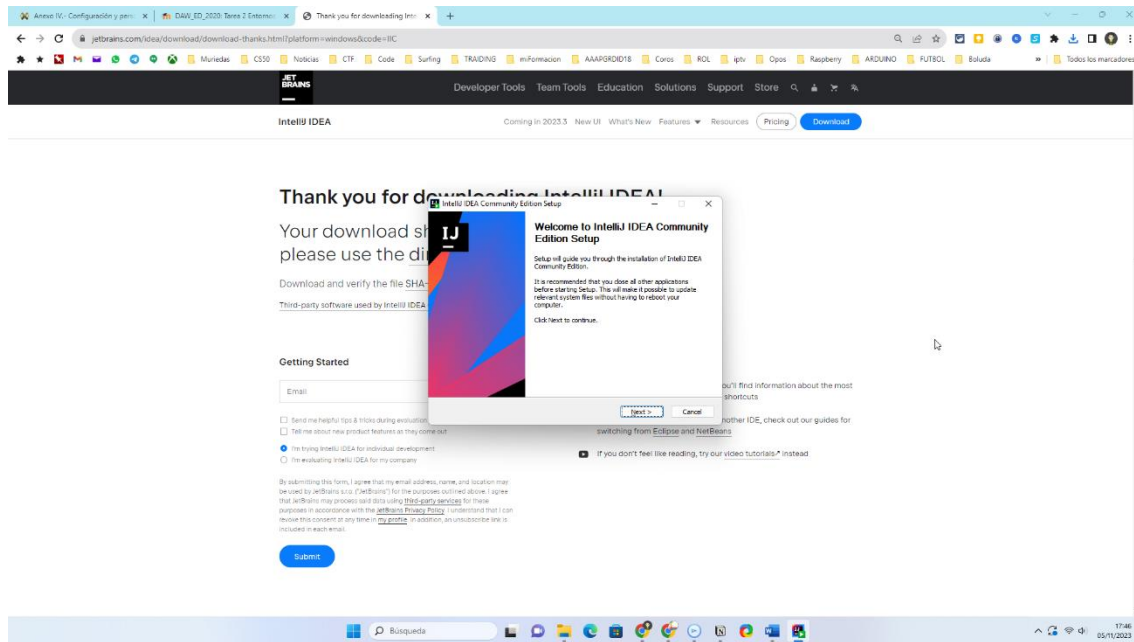 Anexo IV.- Configuración y pers
DAW_ED_2020: Tarea 2 Entornos
Thank you for downloading Inte
jetbrains.com/idea/download/download-thanks.html?platform=windows&code=IIC
Muriedas
CS50
Noticias
CTF
Code
Surfing
TRAIDING
miFormacion
AAAPGRDID18
Coros
ROL
iptv
Opos
Raspberry
ARDUINO
FUTBOL
Boluda
»
Todos los marcadores
JET
BRAINS
Developer Tools Team Tools Education Solutions Support Store
IntelliJ IDEA
Coming in 2023.3 New UI What's New Features Resources Pricing Download
Thank you for downloading IntelliJ IDEA!
IntelliJ IDEA Community Edition Setup
Your download s
please use the di
Download and verify the file SHA-
Third-party software used by IntelliJ IDEA
IJ
Welcome to IntelliJ IDEA Community
Edition Setup
Setup will guide you through the installation of IntelliJ IDEA
Community Edition.
It is recommended that you close all other applications
before starting Setup. This will make it possible to update
relevant system files without having to reboot your
computer.
Click Next to continue.
Next > Cancel
Getting Started
Email
Send me helpful tips & tricks during evaluation
Tell me about new product features as they come out
I'm trying IntelliJ IDEA for individual development
I'm evaluating IntelliJ IDEA for my company
By submitting this form, I agree that my email address, name, and location may
be used by JetBrains s.r.o. ("JetBrains") for the purposes outlined above. I agree
that JetBrains may process said data using third-party services for these
purposes in accordance with the JetBrains Privacy Policy. I understand that I can
revoke this consent at any time in my profile. In addition, an unsubscribe link is
included in each email.
Submit
ou'll find information about the most
shortcuts
nother IDE, check out our guides for
switching from Eclipse and NetBeans
If you don't feel like reading, try our video tutorials↗ instead
Búsqueda
17:46
05/11/2023